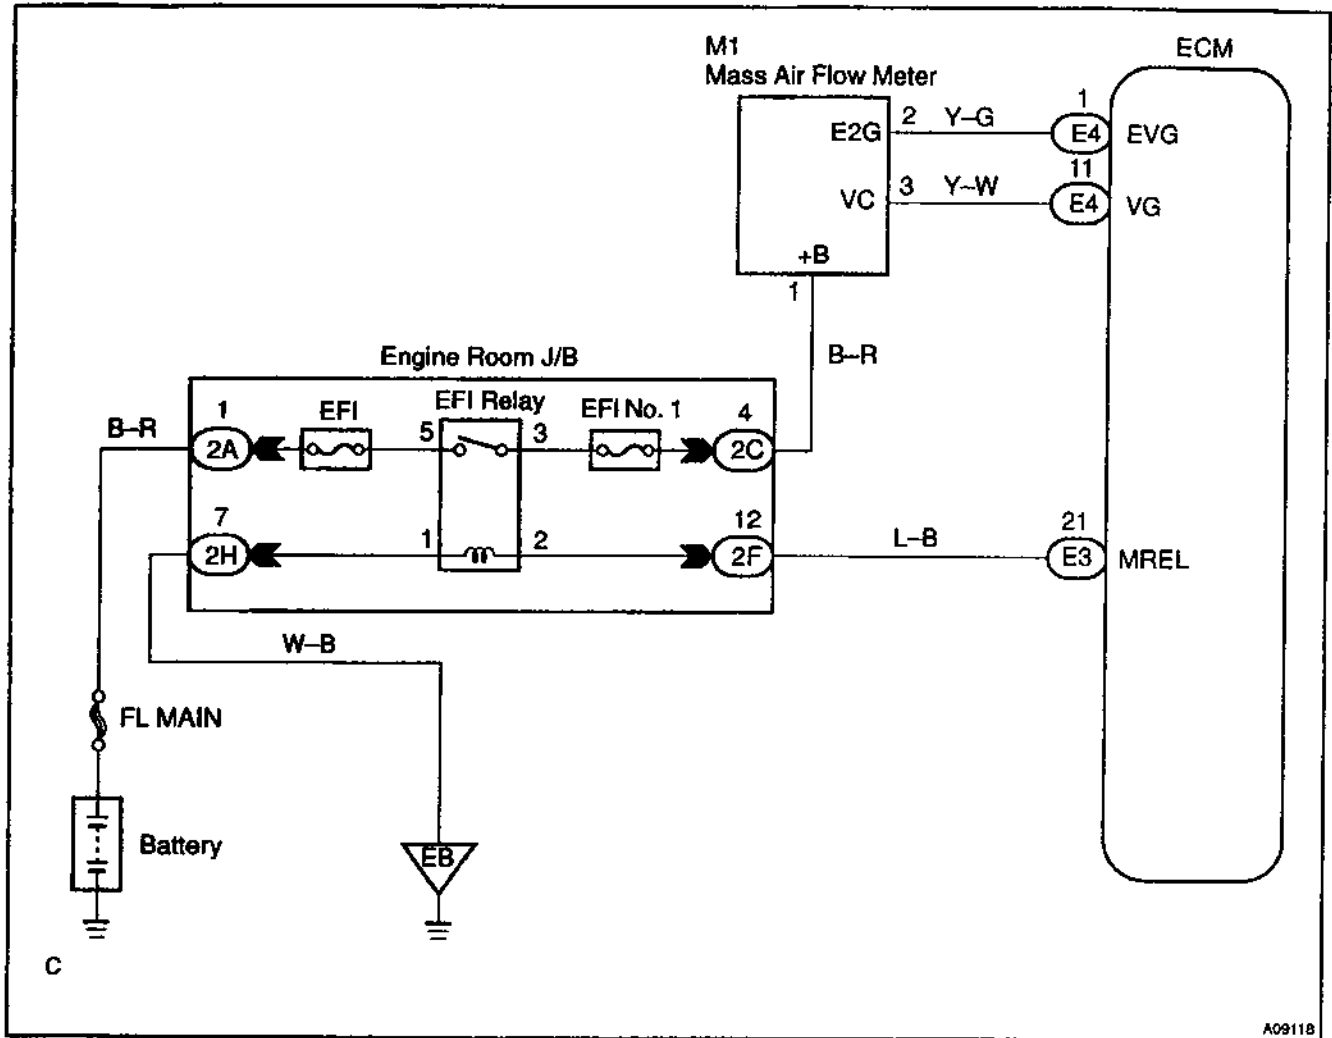 M1
Mass Air Flow Meter
ECM
E2G 2 Y–G 1 E4 EVG
VC 3 Y–W 11 E4 VG
+B
1
B–R
Engine Room J/B
B–R 1 2A EFI 5 EFI Relay 3 EFI No. 1 4 2C
7 2H 1 2 12 2F L–B 21 E3 MREL
W–B
FL MAIN
Battery
EB
C
A09118